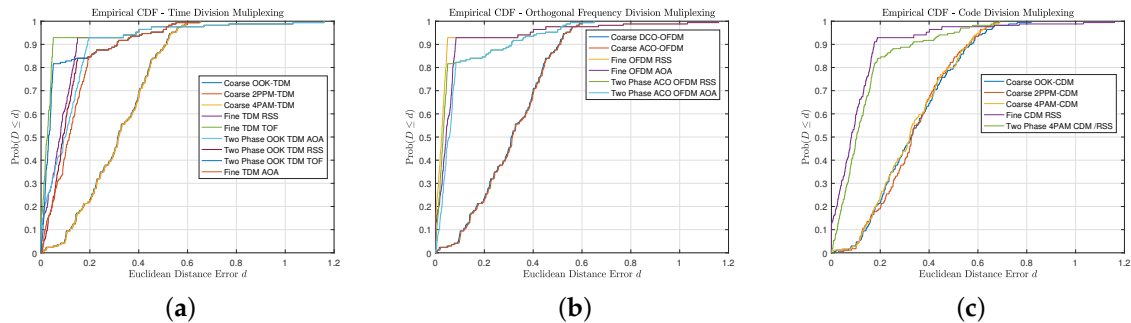 Empirical CDF - Time Division Muliplexing
Prob(D ≤ d)
1
0.9
0.8
0.7
0.6
0.5
0.4
0.3
0.2
0.1
0
Coarse OOK-TDM
Coarse 2PPM-TDM
Coarse 4PAM-TDM
Fine TDM RSS
Fine TDM TOF
Two Phase OOK TDM AOA
Two Phase OOK TDM RSS
Two Phase OOK TDM TOF
Fine TDM AOA
0 0.2 0.4 0.6 0.8 1 1.2
Euclidean Distance Error d
(a)
Empirical CDF - Orthogonal Frequency Division Muliplexing
Prob(D ≤ d)
1
0.9
0.8
0.7
0.6
0.5
0.4
0.3
0.2
0.1
0
Coarse DCO-OFDM
Coarse ACO-OFDM
Fine OFDM RSS
Fine OFDM AOA
Two Phase ACO OFDM RSS
Two Phase ACO OFDM AOA
0 0.2 0.4 0.6 0.8 1 1.2
Euclidean Distance Error d
(b)
Empirical CDF - Code Division Muliplexing
Prob(D ≤ d)
1
0.9
0.8
0.7
0.6
0.5
0.4
0.3
0.2
0.1
0
Coarse OOK-CDM
Coarse 2PPM-CDM
Coarse 4PAM-CDM
Fine CDM RSS
Two Phase 4PAM CDM /RSS
0 0.2 0.4 0.6 0.8 1 1.2
Euclidean Distance Error d
(c)